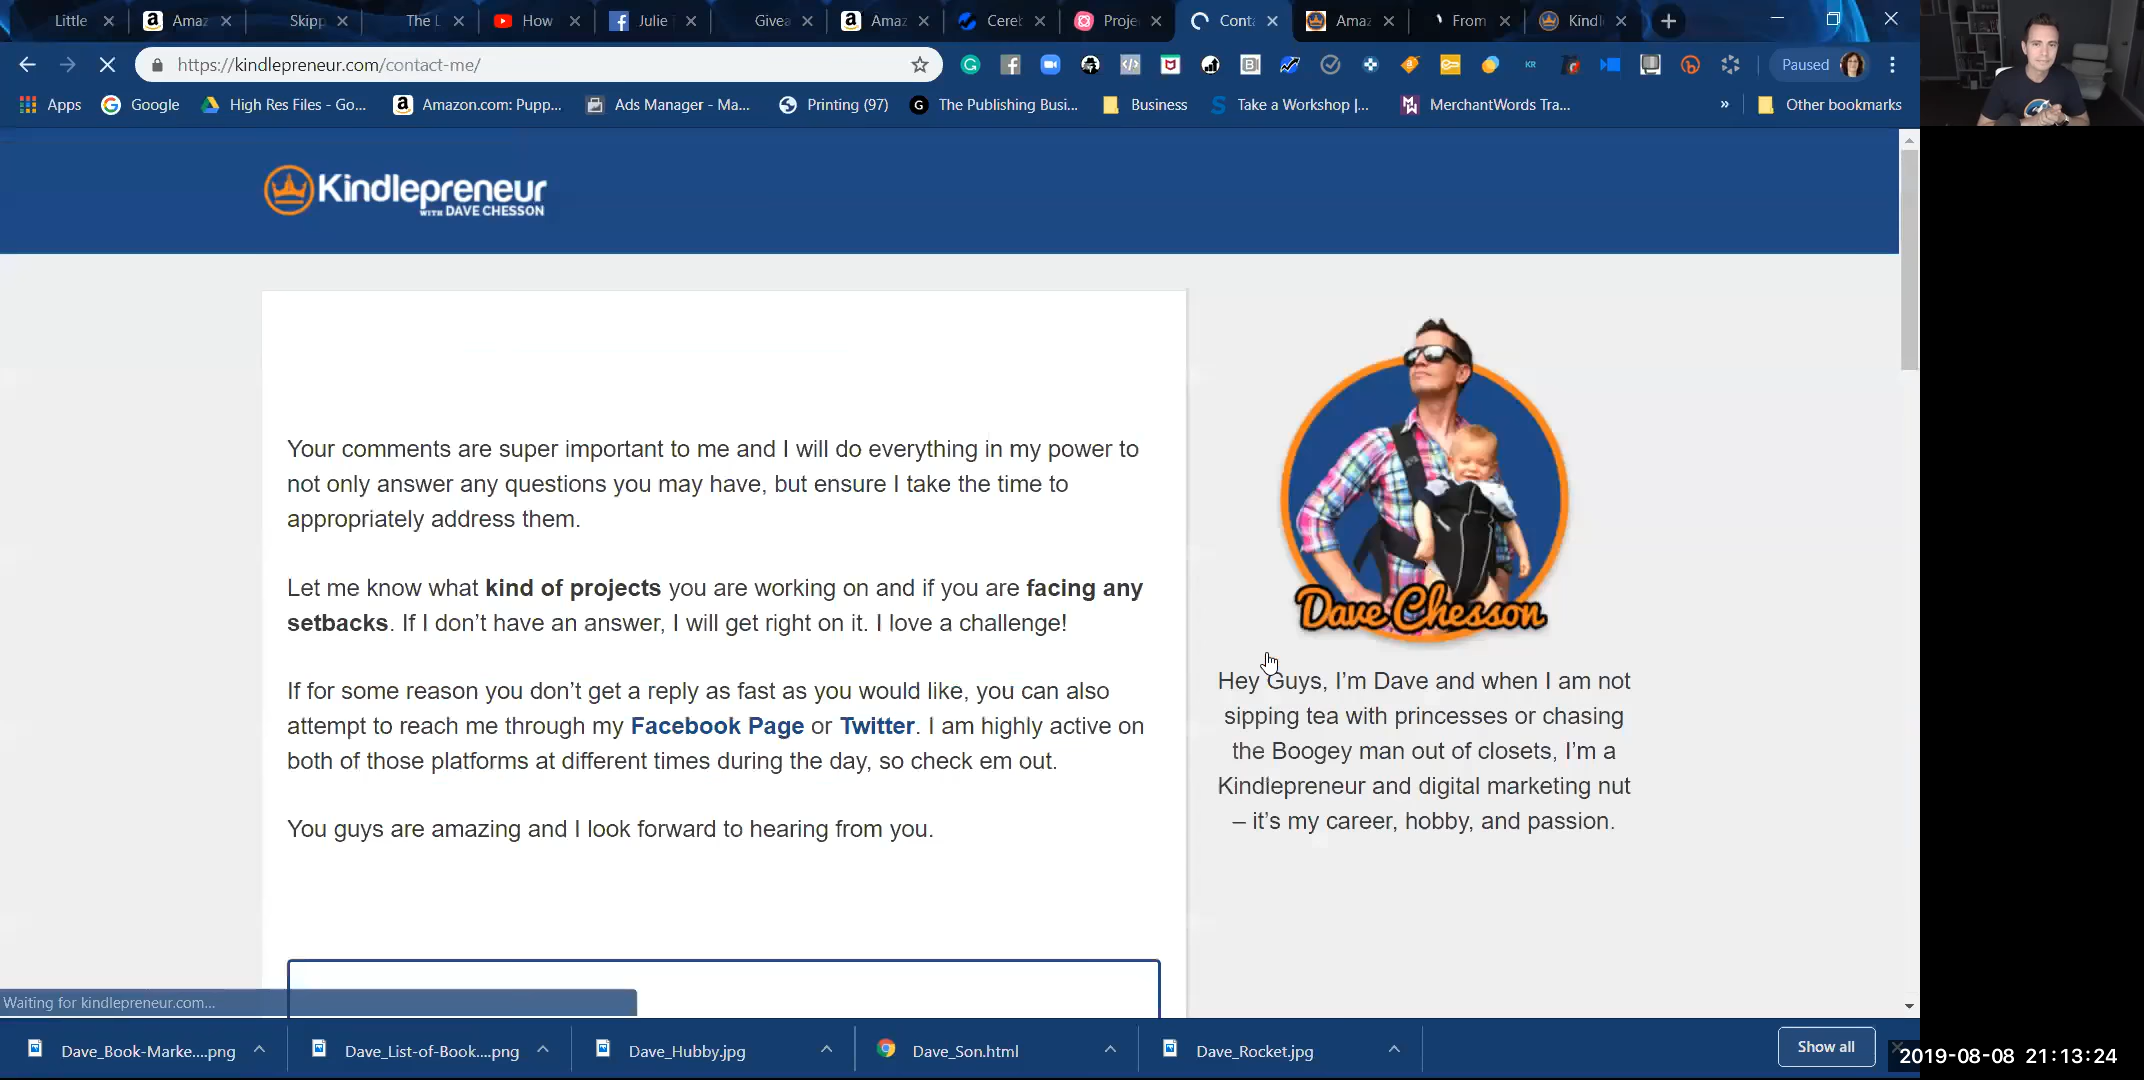 Little
Amaz
Skipp
The L
How
Julie
Givea
Amaz
Cereb
Proje
Conta
Amaz
From
Kindl
https://kindlepreneur.com/contact-me/
Paused
Apps
Google
High Res Files - Go...
Amazon.com: Pupp...
Ads Manager - Ma...
Printing (97)
The Publishing Busi...
Business
Take a Workshop |...
MerchantWords Tra...
»
Other bookmarks
Kindlepreneur
WITH DAVE CHESSON
Your comments are super important to me and I will do everything in my power to
not only answer any questions you may have, but ensure I take the time to
appropriately address them.
Let me know what kind of projects you are working on and if you are facing any
setbacks. If I don’t have an answer, I will get right on it. I love a challenge!
If for some reason you don’t get a reply as fast as you would like, you can also
attempt to reach me through my Facebook Page or Twitter. I am highly active on
both of those platforms at different times during the day, so check em out.
You guys are amazing and I look forward to hearing from you.
Dave Chesson
Hey Guys, I’m Dave and when I am not
sipping tea with princesses or chasing
the Boogey man out of closets, I’m a
Kindlepreneur and digital marketing nut
– it’s my career, hobby, and passion.
Waiting for kindlepreneur.com...
Dave_Book-Marke....png
Dave_List-of-Book....png
Dave_Hubby.jpg
Dave_Son.html
Dave_Rocket.jpg
Show all
2019-08-08 21:13:24